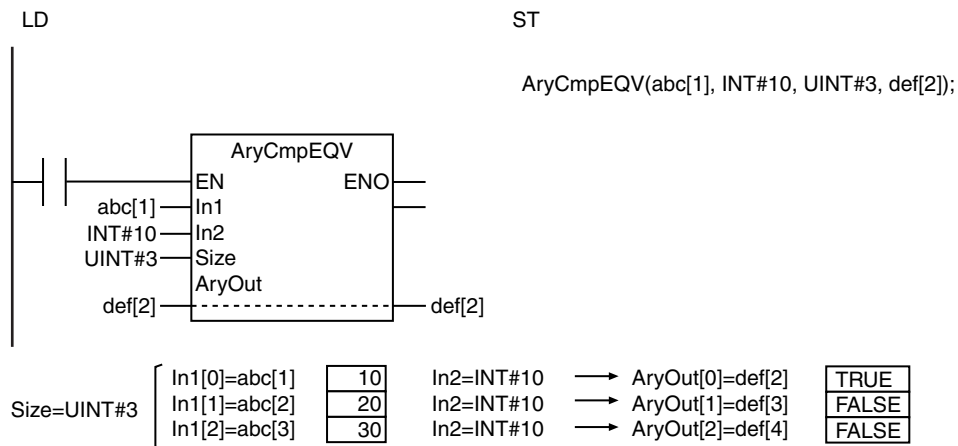 LD ST
AryCmpEQV(abc[1], INT#10, UINT#3, def[2]);
AryCmpEQV
EN ENO
abc[1] In1
INT#10 In2
UINT#3 Size
AryOut
def[2] def[2]
In1[0]=abc[1] 10 In2=INT#10 → AryOut[0]=def[2] TRUE
Size=UINT#3 In1[1]=abc[2] 20 In2=INT#10 → AryOut[1]=def[3] FALSE
In1[2]=abc[3] 30 In2=INT#10 → AryOut[2]=def[4] FALSE